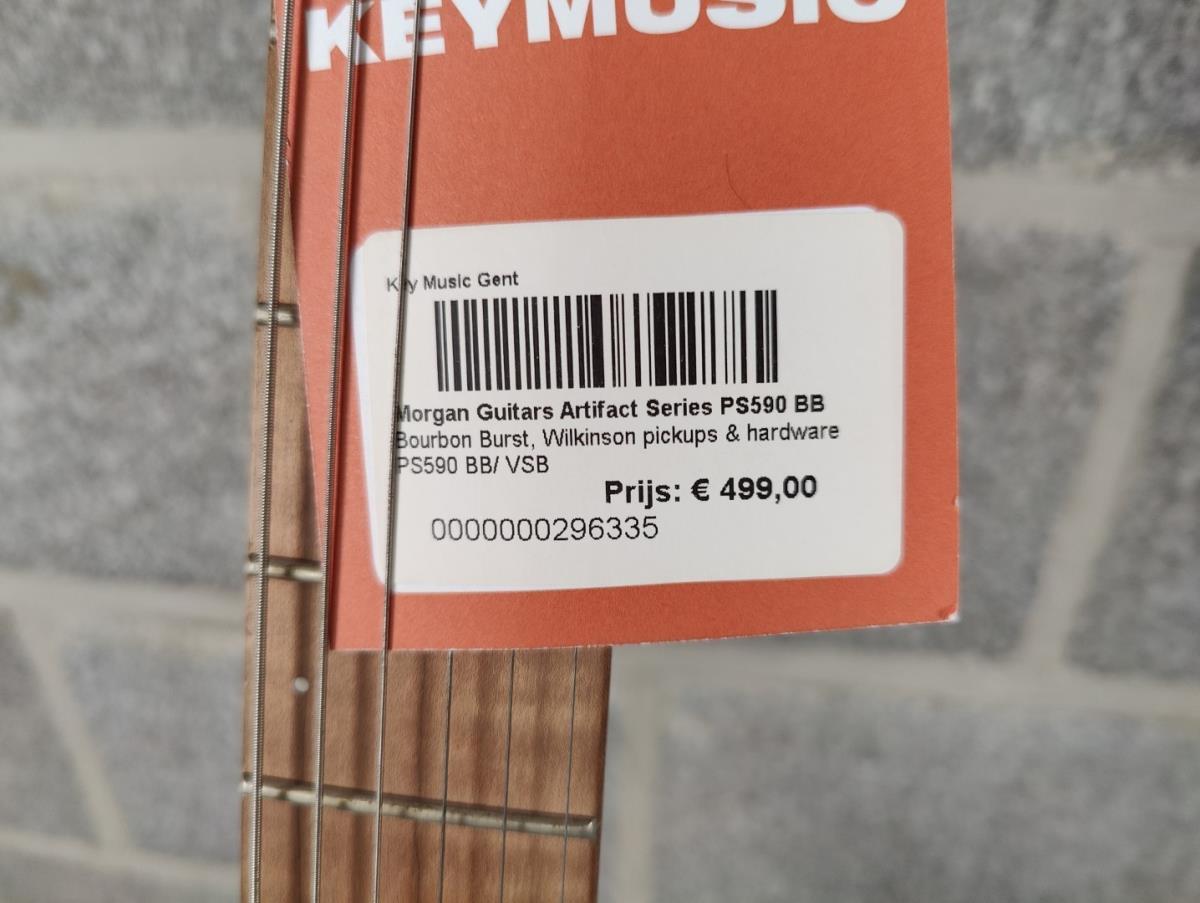 KEYMUSIC
Key Music Gent
Morgan Guitars Artifact Series PS590 BB
Bourbon Burst, Wilkinson pickups & hardware
PS590 BB/ VSB
Prijs: € 499,00
0000000296335